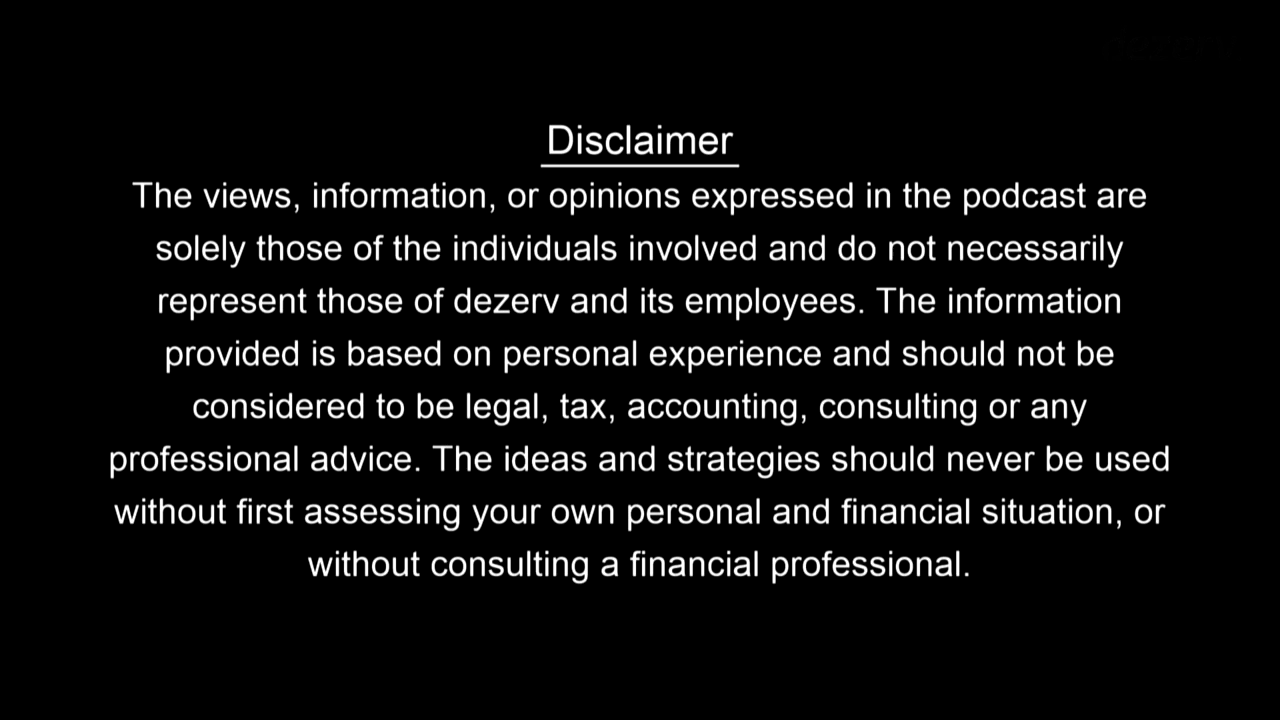 Disclaimer
The views, information, or opinions expressed in the podcast are
solely those of the individuals involved and do not necessarily
represent those of dezerv and its employees. The information
provided is based on personal experience and should not be
considered to be legal, tax, accounting, consulting or any
professional advice. The ideas and strategies should never be used
without first assessing your own personal and financial situation, or
without consulting a financial professional.